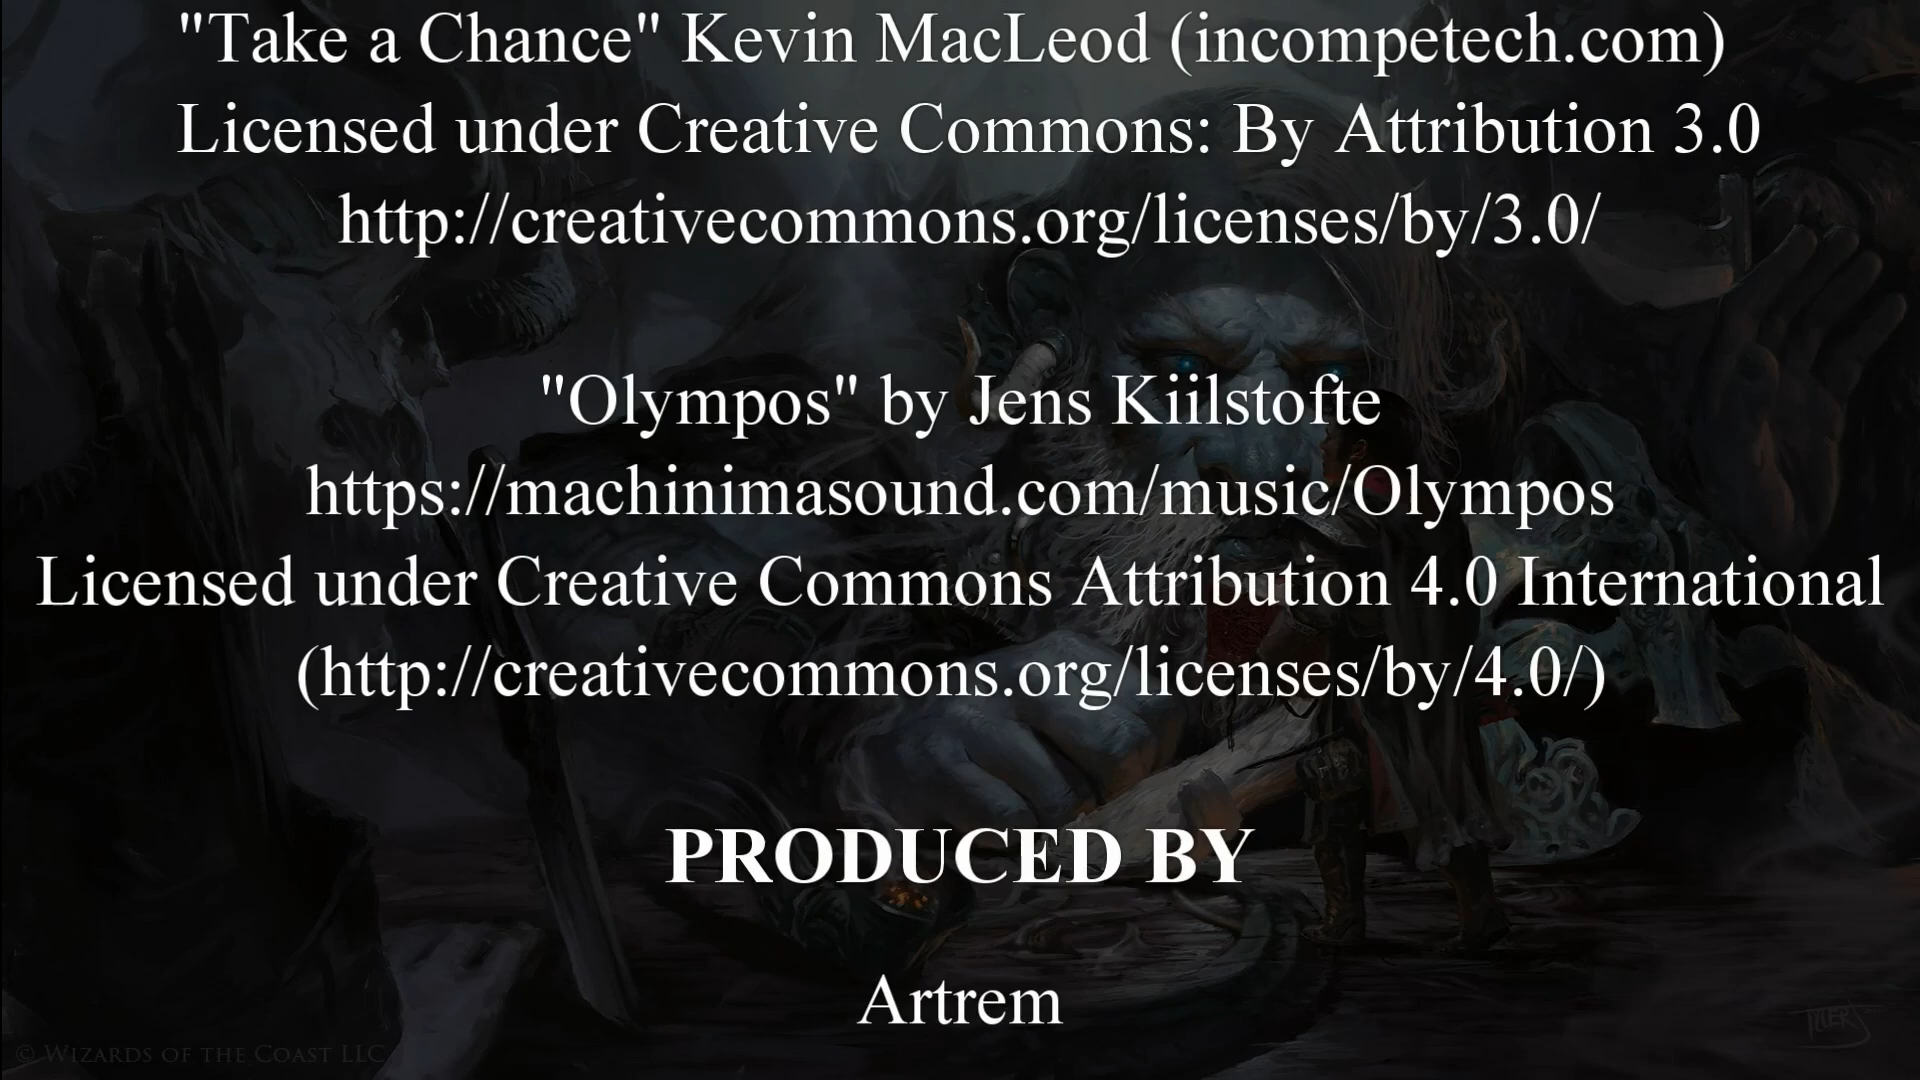 "Take a Chance" Kevin MacLeod (incompetech.com)
Licensed under Creative Commons: By Attribution 3.0
http://creativecommons.org/licenses/by/3.0/
"Olympos" by Jens Kiilstofte
https://machinimasound.com/music/Olympos
Licensed under Creative Commons Attribution 4.0 International
(http://creativecommons.org/licenses/by/4.0/)
PRODUCED BY
Artrem
© WIZARDS OF THE COAST LLC